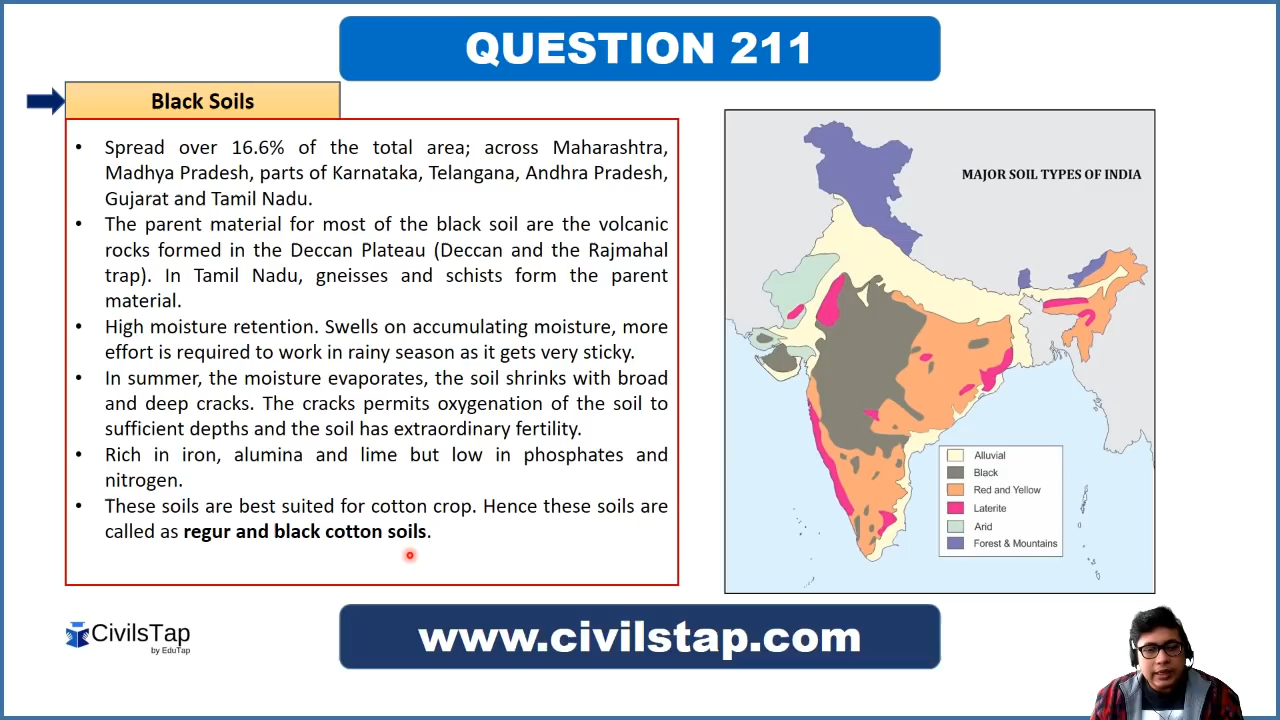 QUESTION 211
Black Soils
• Spread over 16.6% of the total area; across Maharashtra,
Madhya Pradesh, parts of Karnataka, Telangana, Andhra Pradesh,
Gujarat and Tamil Nadu.
• The parent material for most of the black soil are the volcanic
rocks formed in the Deccan Plateau (Deccan and the Rajmahal
trap). In Tamil Nadu, gneisses and schists form the parent
material.
• High moisture retention. Swells on accumulating moisture, more
effort is required to work in rainy season as it gets very sticky.
• In summer, the moisture evaporates, the soil shrinks with broad
and deep cracks. The cracks permits oxygenation of the soil to
sufficient depths and the soil has extraordinary fertility.
• Rich in iron, alumina and lime but low in phosphates and
nitrogen.
• These soils are best suited for cotton crop. Hence these soils are
called as regur and black cotton soils.
MAJOR SOIL TYPES OF INDIA
Alluvial
Black
Red and Yellow
Laterite
Arid
Forest & Mountains
CivilsTap
by EduTap
www.civilstap.com